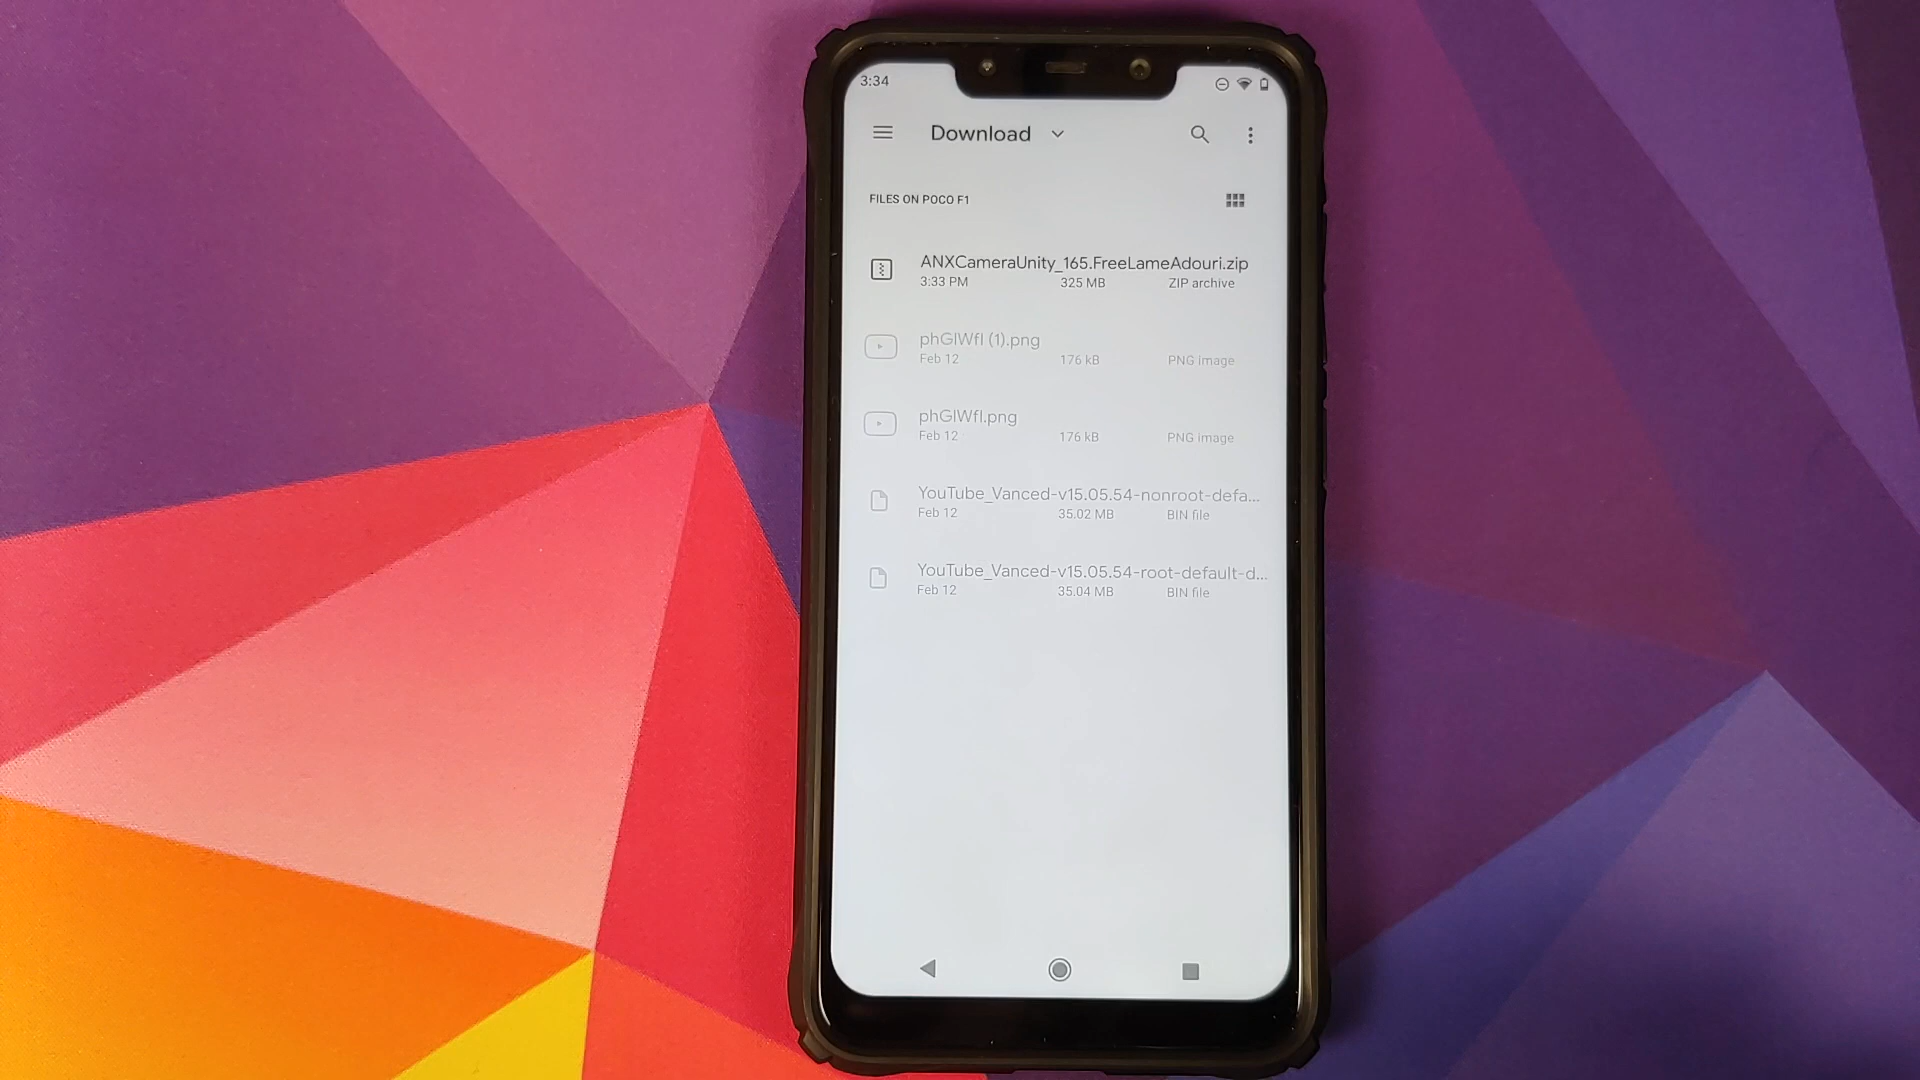 3:34
Download
FILES ON POCO F1
ANXCameraUnity_165.FreeLameAdouri.zip
3:33 PM 325 MB ZIP archive
phGlWfI (1).png
Feb 12 176 kB PNG image
phGlWfI.png
Feb 12 176 kB PNG image
YouTube_Vanced-v15.05.54-nonroot-defa...
Feb 12 35.02 MB BIN file
YouTube_Vanced-v15.05.54-root-default-d...
Feb 12 35.04 MB BIN file